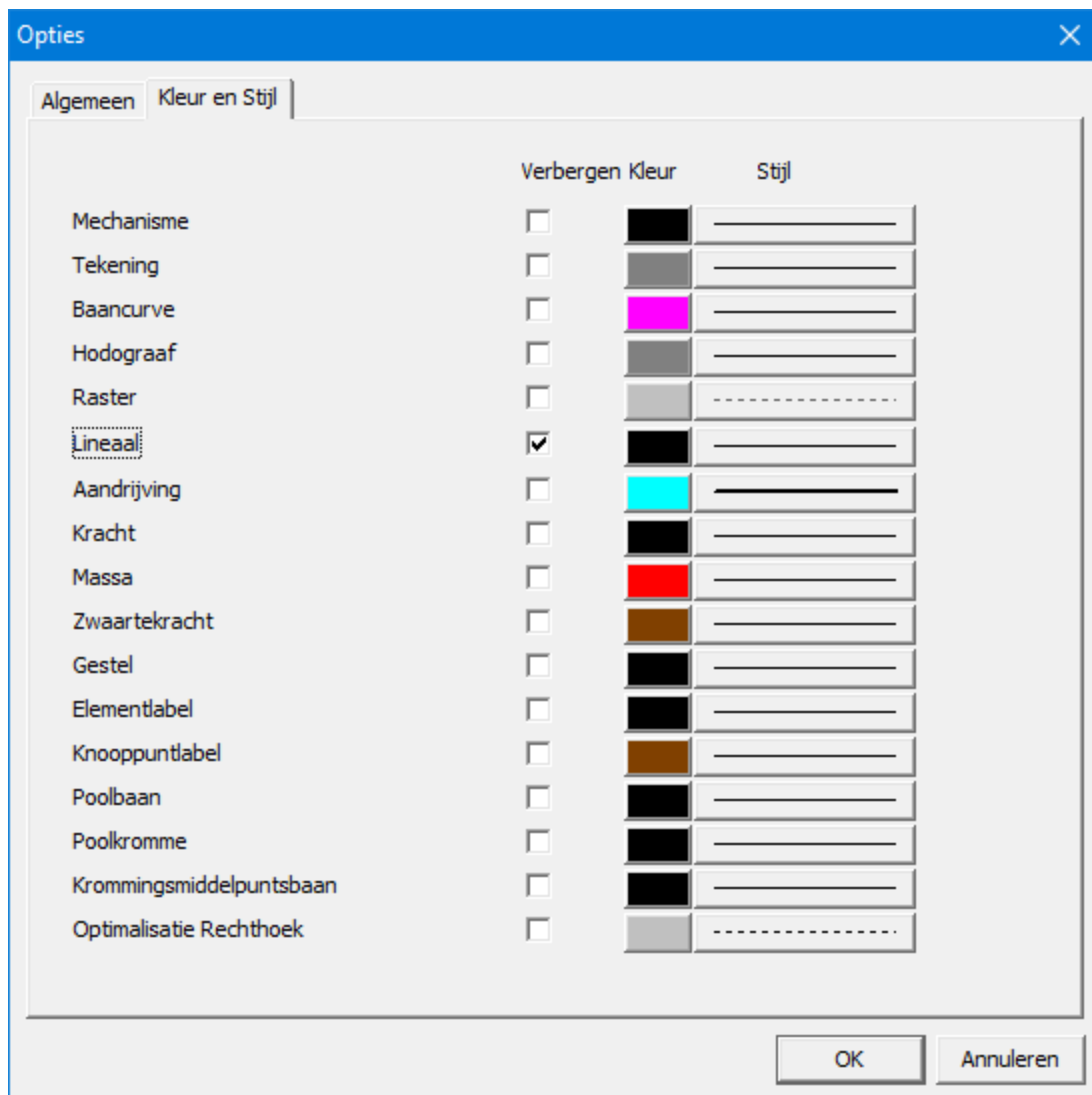 Opties
Algemeen Kleur en Stijl
Verbergen Kleur Stijl
Mechanisme
Tekening
Baancurve
Hodograaf
Raster
Lineaal
Aandrijving
Kracht
Massa
Zwaartekracht
Gestel
Elementlabel
Knooppuntlabel
Poolbaan
Poolkromme
Krommingsmiddelpuntsbaan
Optimalisatie Rechthoek
OK Annuleren